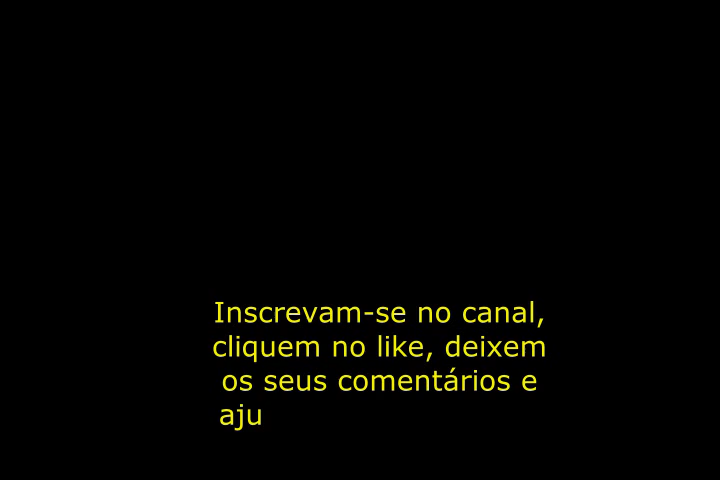 Inscrevam-se no canal,
cliquem no like, deixem
os seus comentários e
aju